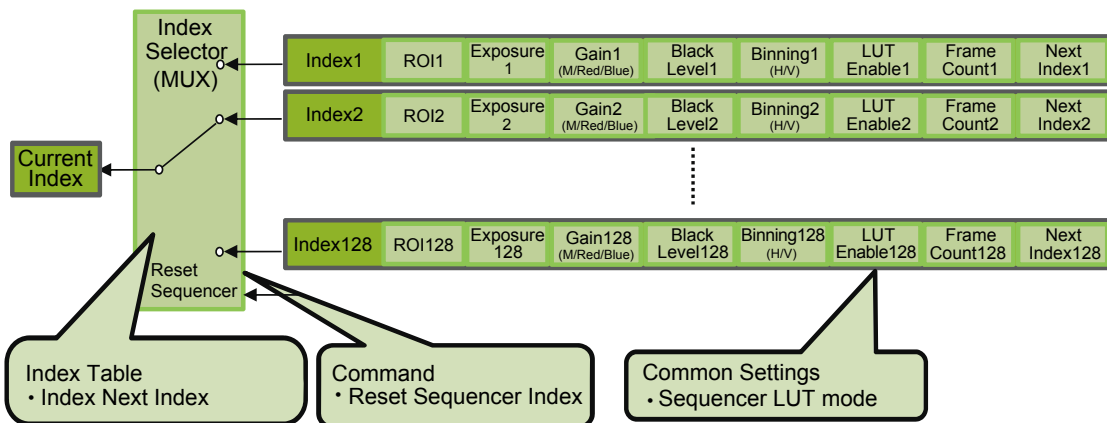 Index
Selector
(MUX)
Index1 ROI1 Exposure 1 Gain1 (M/Red/Blue) Black Level1 Binning1 (H/V) LUT Enable1 Frame Count1 Next Index1
Index2 ROI2 Exposure 2 Gain2 (M/Red/Blue) Black Level2 Binning2 (H/V) LUT Enable2 Frame Count2 Next Index2
Current
Index
Index128 ROI128 Exposure 128 Gain128 (M/Red/Blue) Black Level128 Binning128 (H/V) LUT Enable128 Frame Count128 Next Index128
Reset
Sequencer
Index Table
・Index Next Index
Command
・Reset Sequencer Index
Common Settings
・Sequencer LUT mode